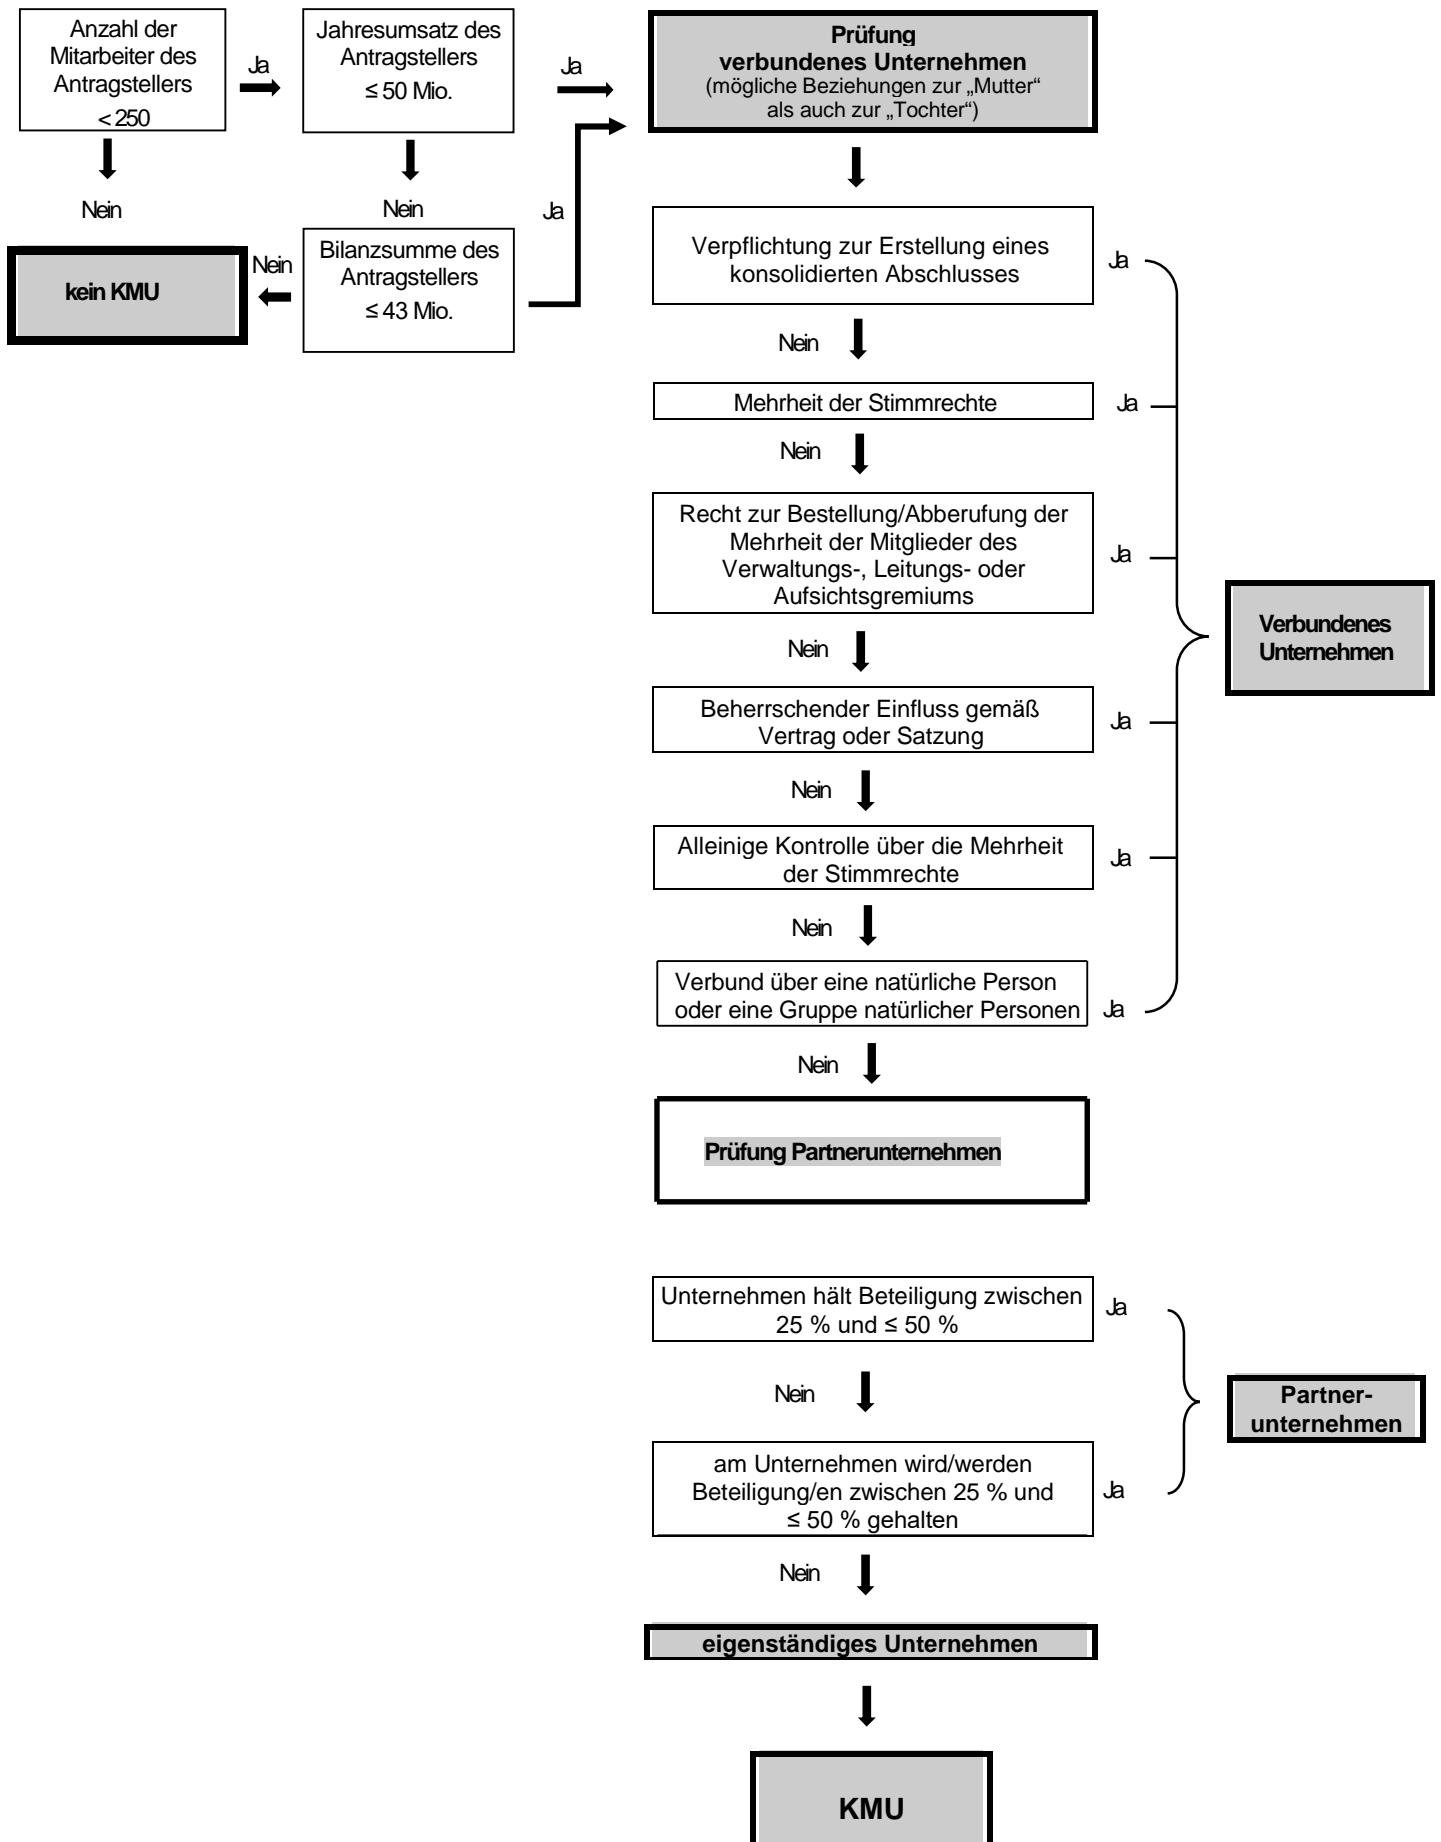 Anzahl der
Mitarbeiter des
Antragstellers
< 250
Ja
Jahresumsatz des
Antragstellers
≤ 50 Mio.
Ja
Prüfung
verbundenes Unternehmen
(mögliche Beziehungen zur „Mutter“
als auch zur „Tochter“)
Nein
Nein
Ja
kein KMU
Nein
Bilanzsumme des
Antragstellers
≤ 43 Mio.
Verpflichtung zur Erstellung eines
konsolidierten Abschlusses
Ja
Nein
Mehrheit der Stimmrechte
Ja
Nein
Recht zur Bestellung/Abberufung der
Mehrheit der Mitglieder des
Verwaltungs-, Leitungs- oder
Aufsichtsgremiums
Ja
Verbundenes
Unternehmen
Nein
Beherrschender Einfluss gemäß
Vertrag oder Satzung
Ja
Nein
Alleinige Kontrolle über die Mehrheit
der Stimmrechte
Ja
Nein
Verbund über eine natürliche Person
oder eine Gruppe natürlicher Personen
Ja
Nein
Prüfung Partnerunternehmen
Unternehmen hält Beteiligung zwischen
25 % und ≤ 50 %
Ja
Nein
Partner-
unternehmen
am Unternehmen wird/werden
Beteiligung/en zwischen 25 % und
≤ 50 % gehalten
Ja
Nein
eigenständiges Unternehmen
KMU